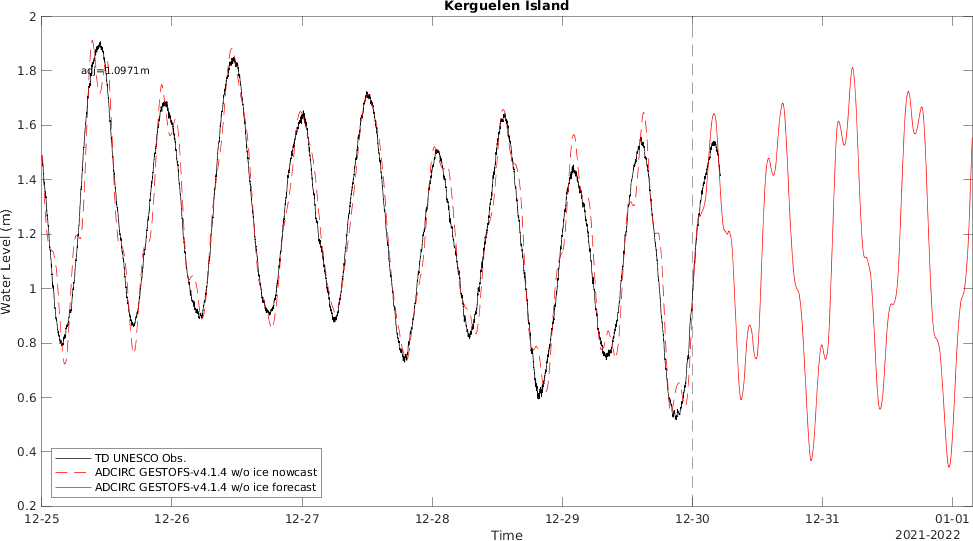 Kerguelen Island
2
1.8
1.6
1.4
1.2
1
0.8
0.6
0.4
0.2
Water Level (m)
adj=1.0971m
TD UNESCO Obs.
ADCIRC GESTOFS-v4.1.4 w/o ice nowcast
ADCIRC GESTOFS-v4.1.4 w/o ice forecast
12-25 12-26 12-27 12-28 12-29 12-30 12-31 01-01
Time
2021-2022